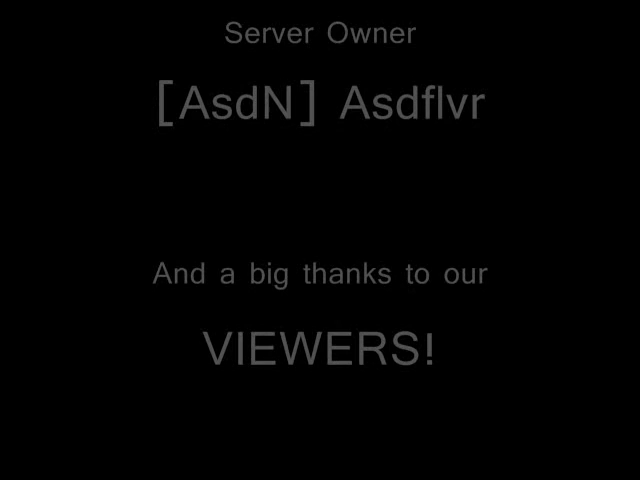 Server Owner
[AsdN] Asdflvr
And a big thanks to our
VIEWERS!